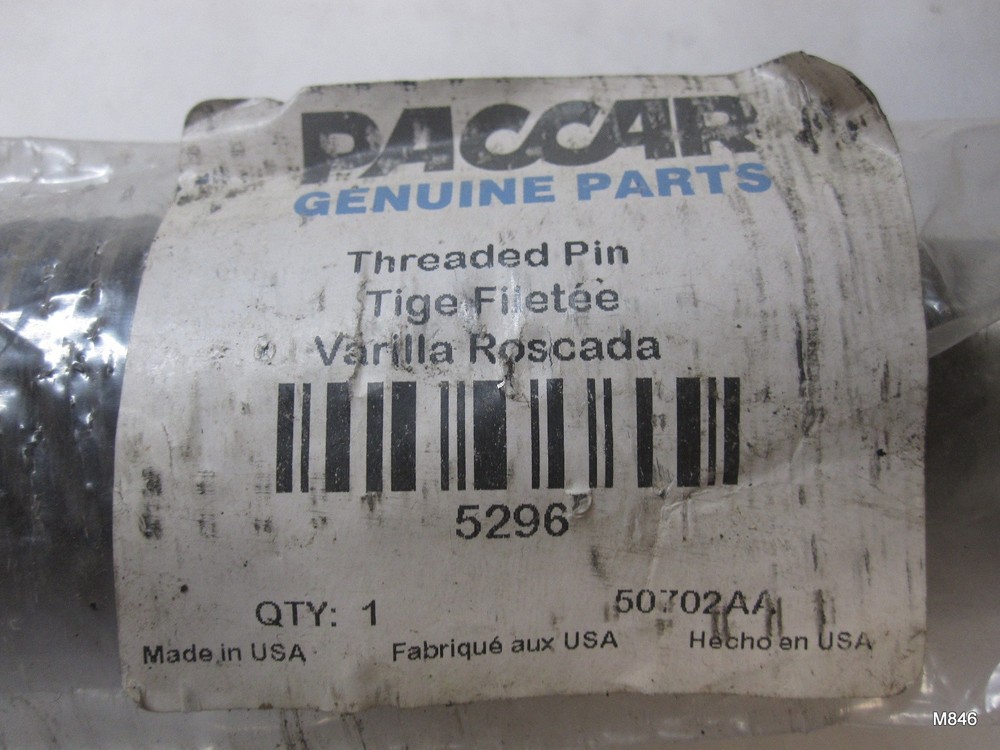 PACCAR
GENUINE PARTS
Threaded Pin
Tige Filetée
Varilla Roscada
5296
QTY: 1 50702AA
Made in USA Fabriqué aux USA Hecho en USA
M846